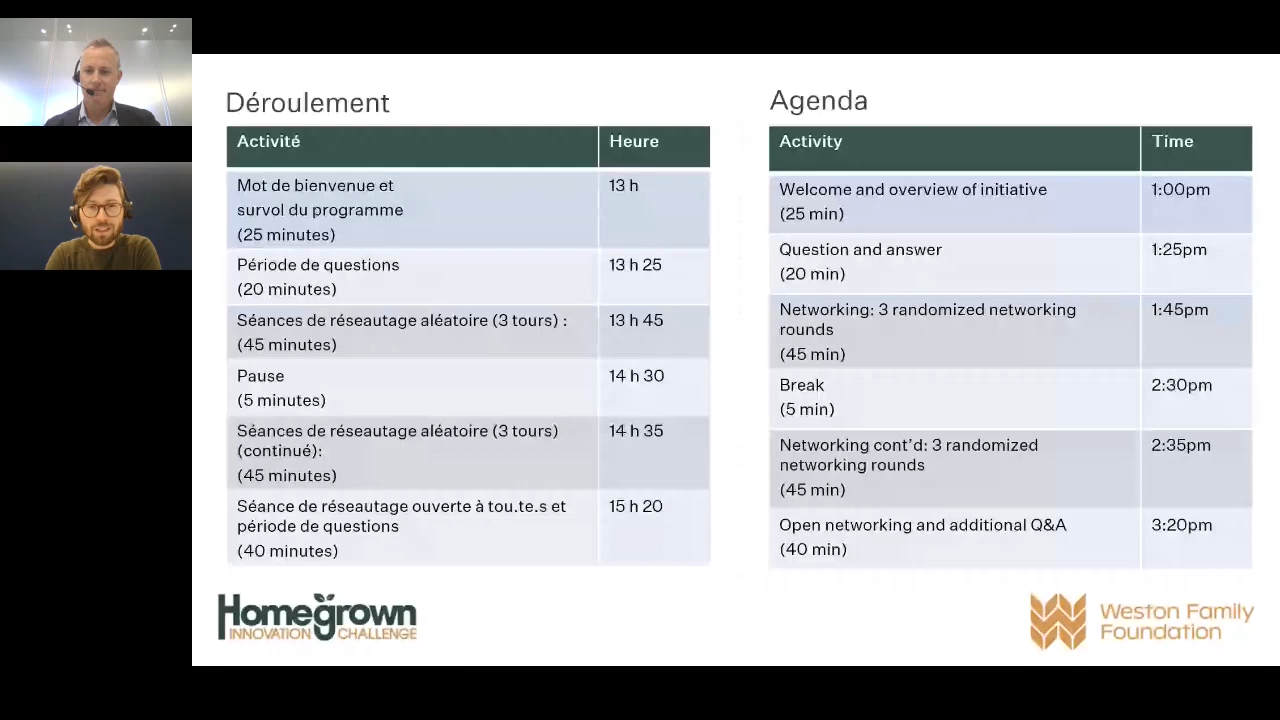 Déroulement
Activité Heure
Mot de bienvenue et 13 h
survol du programme
(25 minutes)
Période de questions 13 h 25
(20 minutes)
Séances de réseautage aléatoire (3 tours) : 13 h 45
(45 minutes)
Pause 14 h 30
(5 minutes)
Séances de réseautage aléatoire (3 tours) 14 h 35
(continué):
(45 minutes)
Séance de réseautage ouverte à tou.te.s et 15 h 20
période de questions
(40 minutes)
Agenda
Activity Time
Welcome and overview of initiative 1:00pm
(25 min)
Question and answer 1:25pm
(20 min)
Networking: 3 randomized networking 1:45pm
rounds
(45 min)
Break 2:30pm
(5 min)
Networking cont'd: 3 randomized 2:35pm
networking rounds
(45 min)
Open networking and additional Q&A 3:20pm
(40 min)
Homegrown
INNOVATION CHALLENGE
Weston Family
Foundation